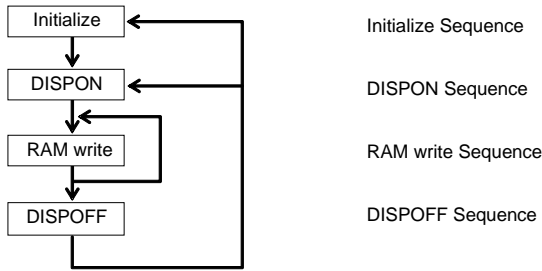 Initialize
Initialize Sequence
DISPON
DISPON Sequence
RAM write
RAM write Sequence
DISPOFF
DISPOFF Sequence